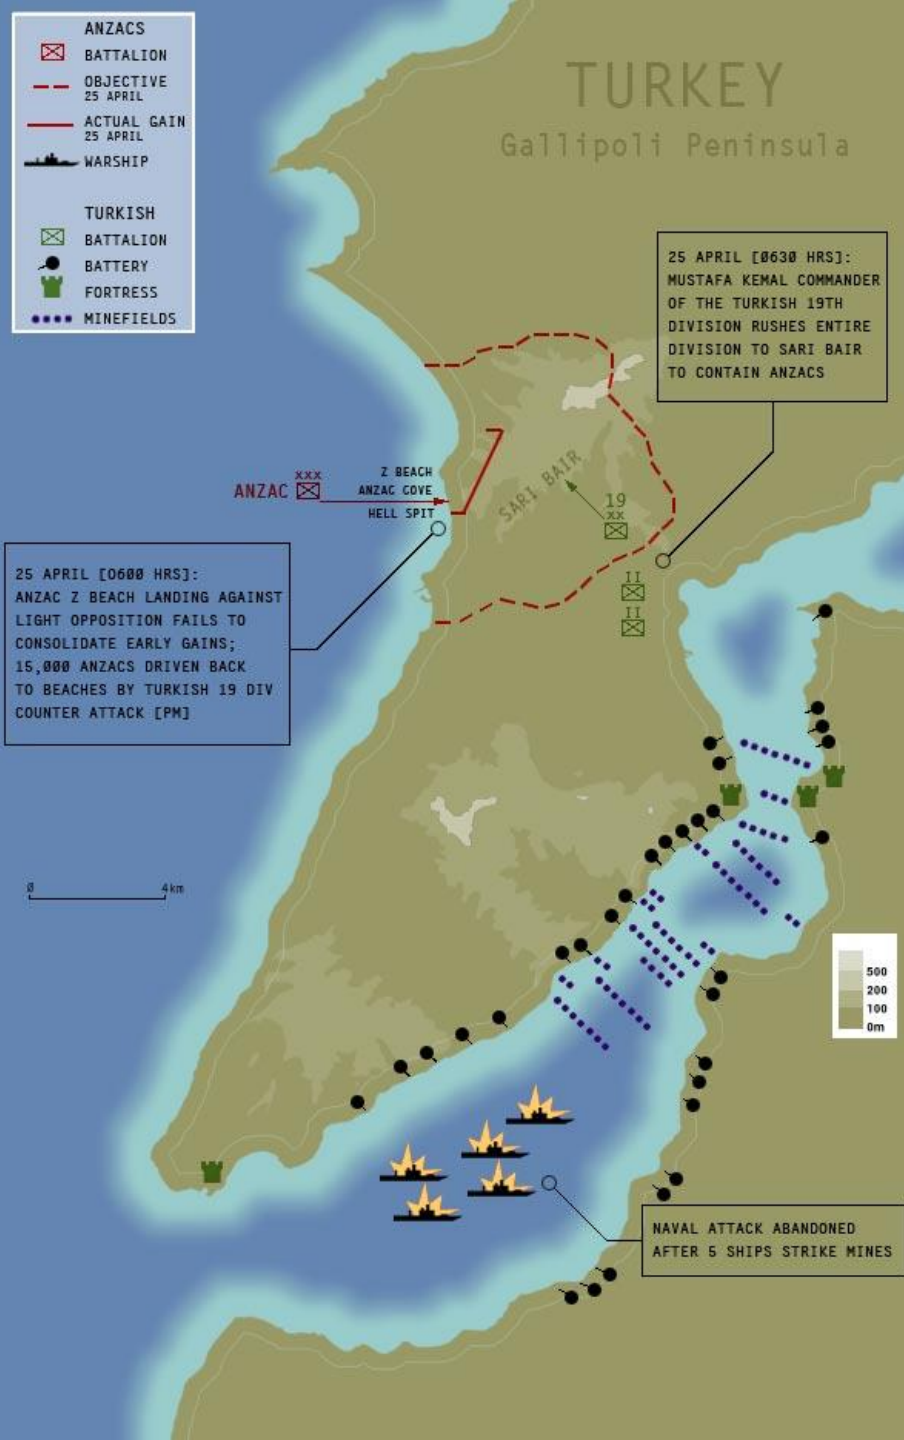 ANZACS
BATTALION
OBJECTIVE
25 APRIL
ACTUAL GAIN
25 APRIL
WARSHIP
TURKISH
BATTALION
BATTERY
FORTRESS
MINEFIELDS
TURKEY
Gallipoli Peninsula
25 APRIL [0630 HRS]:
MUSTAFA KEMAL COMMANDER
OF THE TURKISH 19TH
DIVISION RUSHES ENTIRE
DIVISION TO SARI BAIR
TO CONTAIN ANZACS
XXX
ANZAC
Z BEACH
ANZAC COVE
HELL SPIT
SARI BAIR
19
XX
II
II
25 APRIL [0600 HRS]:
ANZAC Z BEACH LANDING AGAINST
LIGHT OPPOSITION FAILS TO
CONSOLIDATE EARLY GAINS;
15,000 ANZACS DRIVEN BACK
TO BEACHES BY TURKISH 19 DIV
COUNTER ATTACK [PM]
0 4km
500
200
100
0m
NAVAL ATTACK ABANDONED
AFTER 5 SHIPS STRIKE MINES